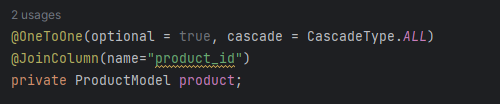 2 usages
@OneToOne(optional = true, cascade = CascadeType.ALL)
@JoinColumn(name="product_id")
private ProductModel product;